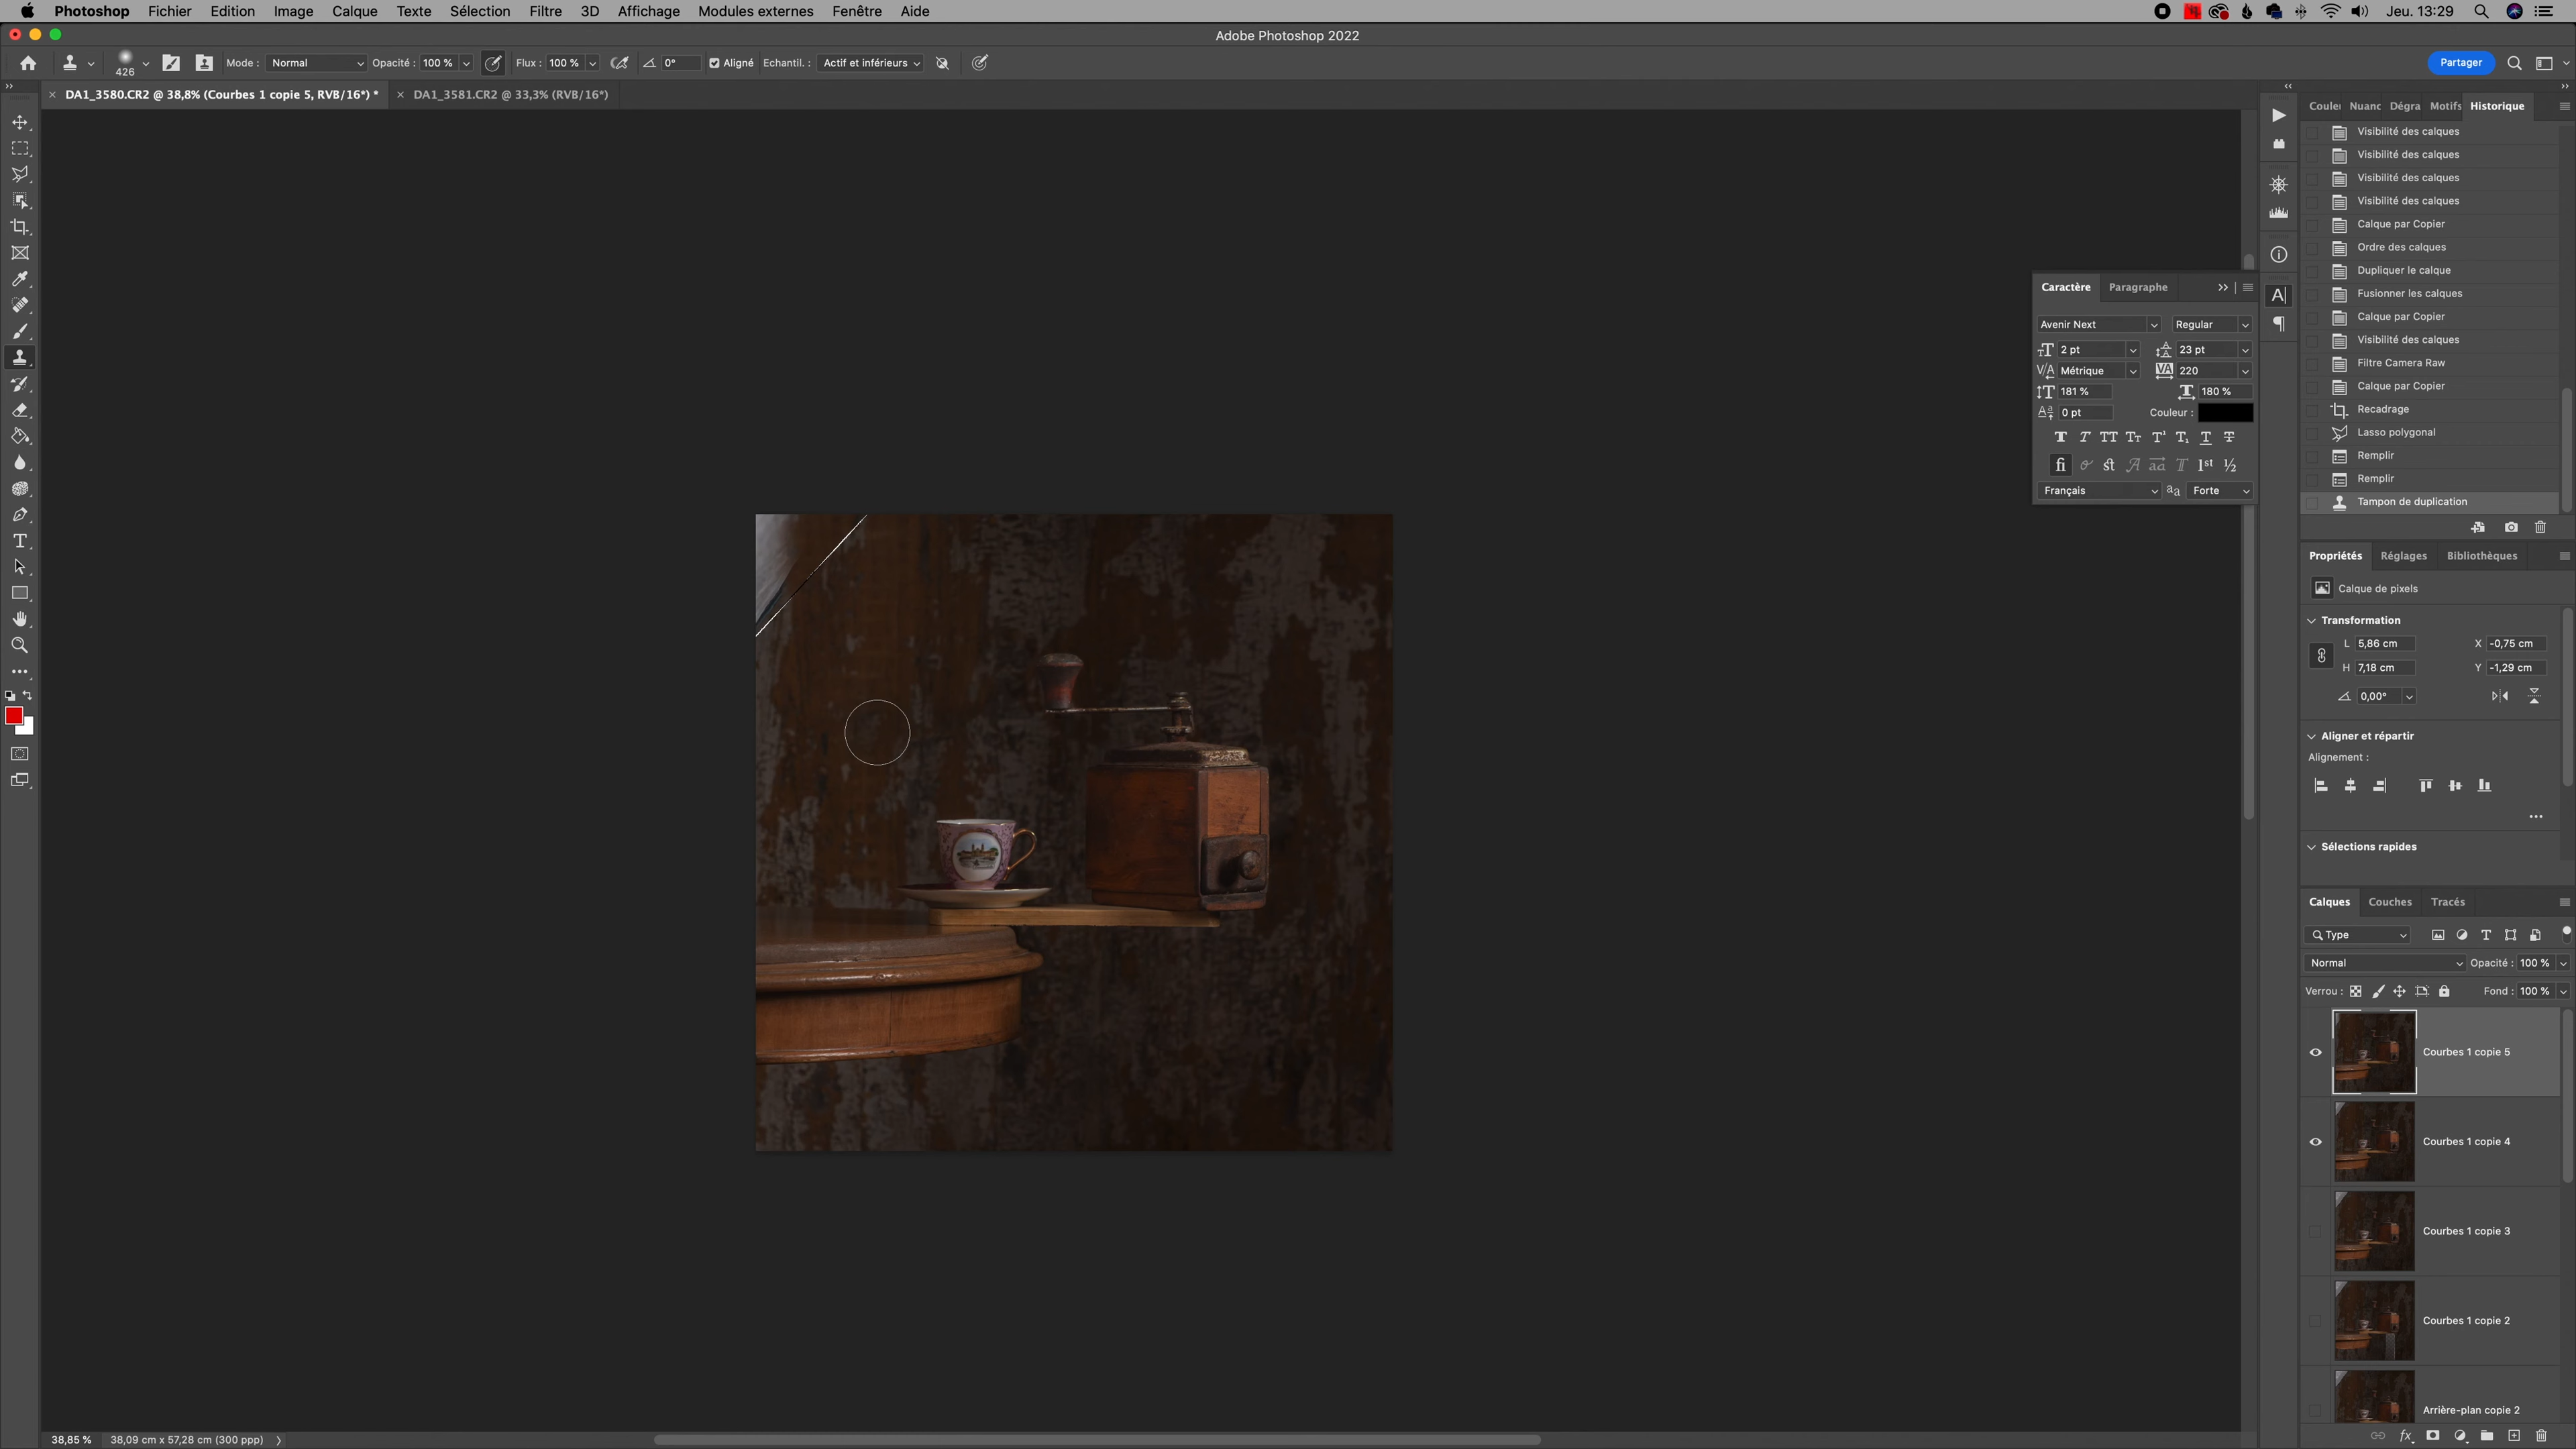 Photoshop Fichier Edition Image Calque Texte Sélection Filtre 3D Affichage Modules externes Fenêtre Aide Jeu. 13:29
Adobe Photoshop 2022
426 Mode : Normal Opacité : 100 % Flux : 100 % 0° Aligné Echantil. : Actif et inférieurs Partager
DA1_3580.CR2 @ 38,8% (Courbes 1 copie 5, RVB/16*) * DA1_3581.CR2 @ 33,3% (RVB/16*)
Couleu Nuanc Dégra Motifs Historique
Visibilité des calques
Visibilité des calques
Visibilité des calques
Visibilité des calques
Calque par Copier
Ordre des calques
Dupliquer le calque
Fusionner les calques
Calque par Copier
Visibilité des calques
Filtre Camera Raw
Calque par Copier
Recadrage
Lasso polygonal
Remplir
Remplir
Tampon de duplication
Caractère Paragraphe
Avenir Next Regular
2 pt 23 pt
Métrique 220
181 % 180 %
0 pt Couleur :
Français Forte
Propriétés Réglages Bibliothèques
Calque de pixels
Transformation
L 5,86 cm X -0,75 cm
H 7,18 cm Y -1,29 cm
0,00°
Aligner et répartir
Alignement :
Sélections rapides
Calques Couches Tracés
Type
Normal Opacité : 100 %
Verrou : Fond : 100 %
Courbes 1 copie 5
Courbes 1 copie 4
Courbes 1 copie 3
Courbes 1 copie 2
Arrière-plan copie 2
38,85 % 38,09 cm x 57,28 cm (300 ppp)